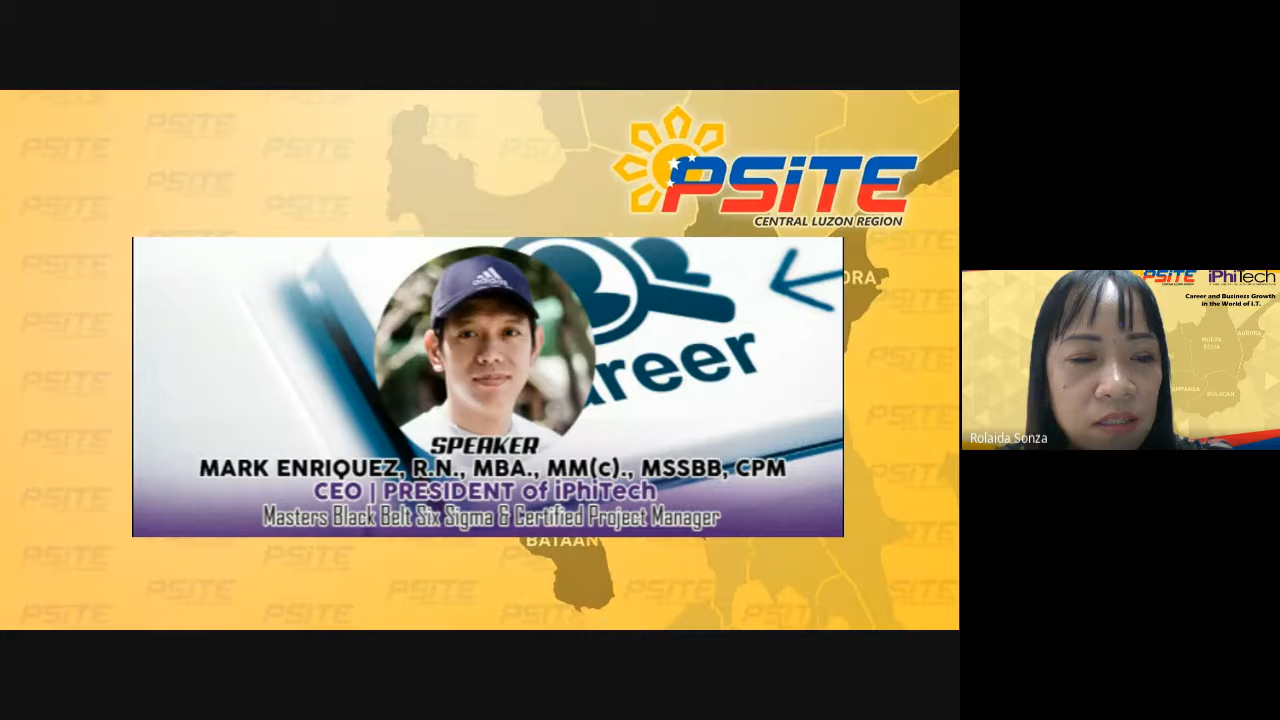 PSiTE
CENTRAL LUZON REGION
Career
SPEAKER
MARK ENRIQUEZ, R.N., MBA., MM(c)., MSSBB, CPM
CEO | PRESIDENT of iPhiTech
Masters Black Belt Six Sigma & Certified Project Manager
BATAAN
PSiTE
iPhiTech
Career and Business Growth
in the World of I.T.
AURORA
NUEVA
ECIJA
BULACAN
Rolaida Sonza